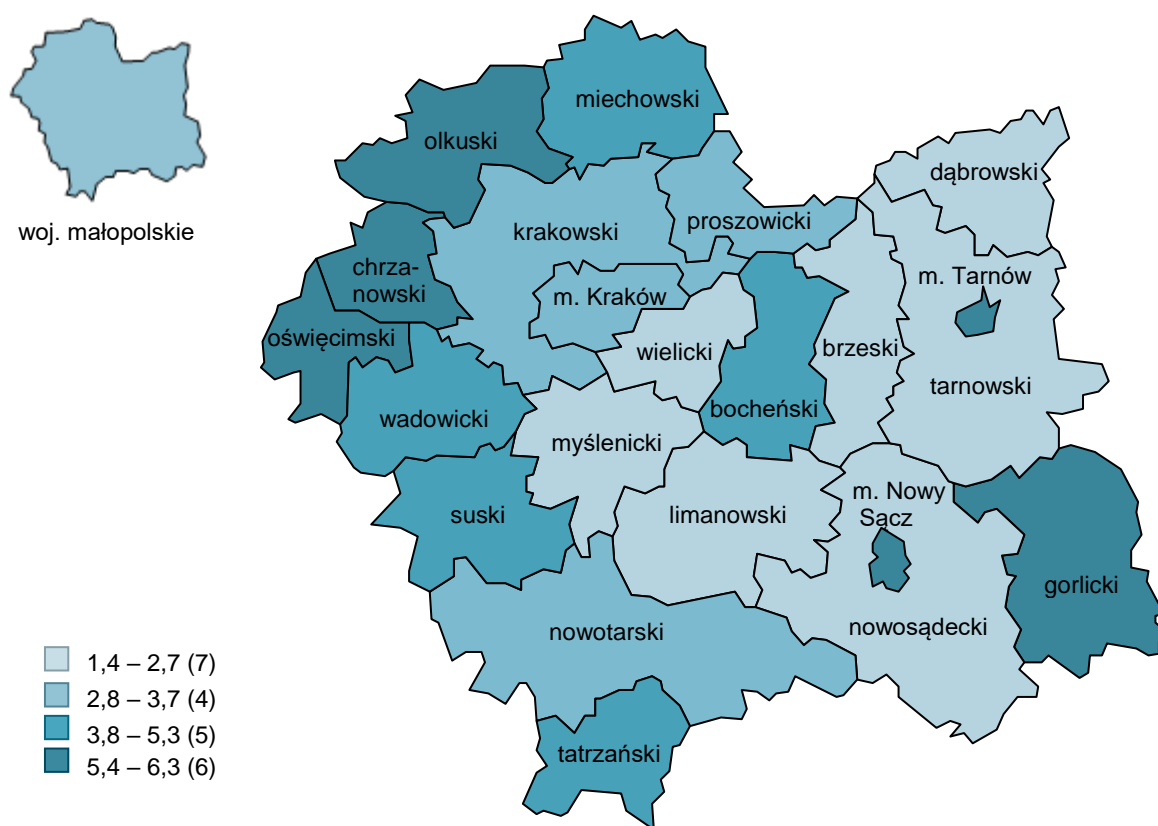 woj. małopolskie
miechowski
olkuski
dąbrowski
proszowicki
krakowski
chrza-
nowski
m. Kraków
m. Tarnów
oświęcimski
wielicki
brzeski
tarnowski
wadowicki
bocheński
myślenicki
m. Nowy
Sącz
suski
limanowski
gorlicki
nowotarski
nowosądecki
tatrzański
1,4 – 2,7 (7)
2,8 – 3,7 (4)
3,8 – 5,3 (5)
5,4 – 6,3 (6)